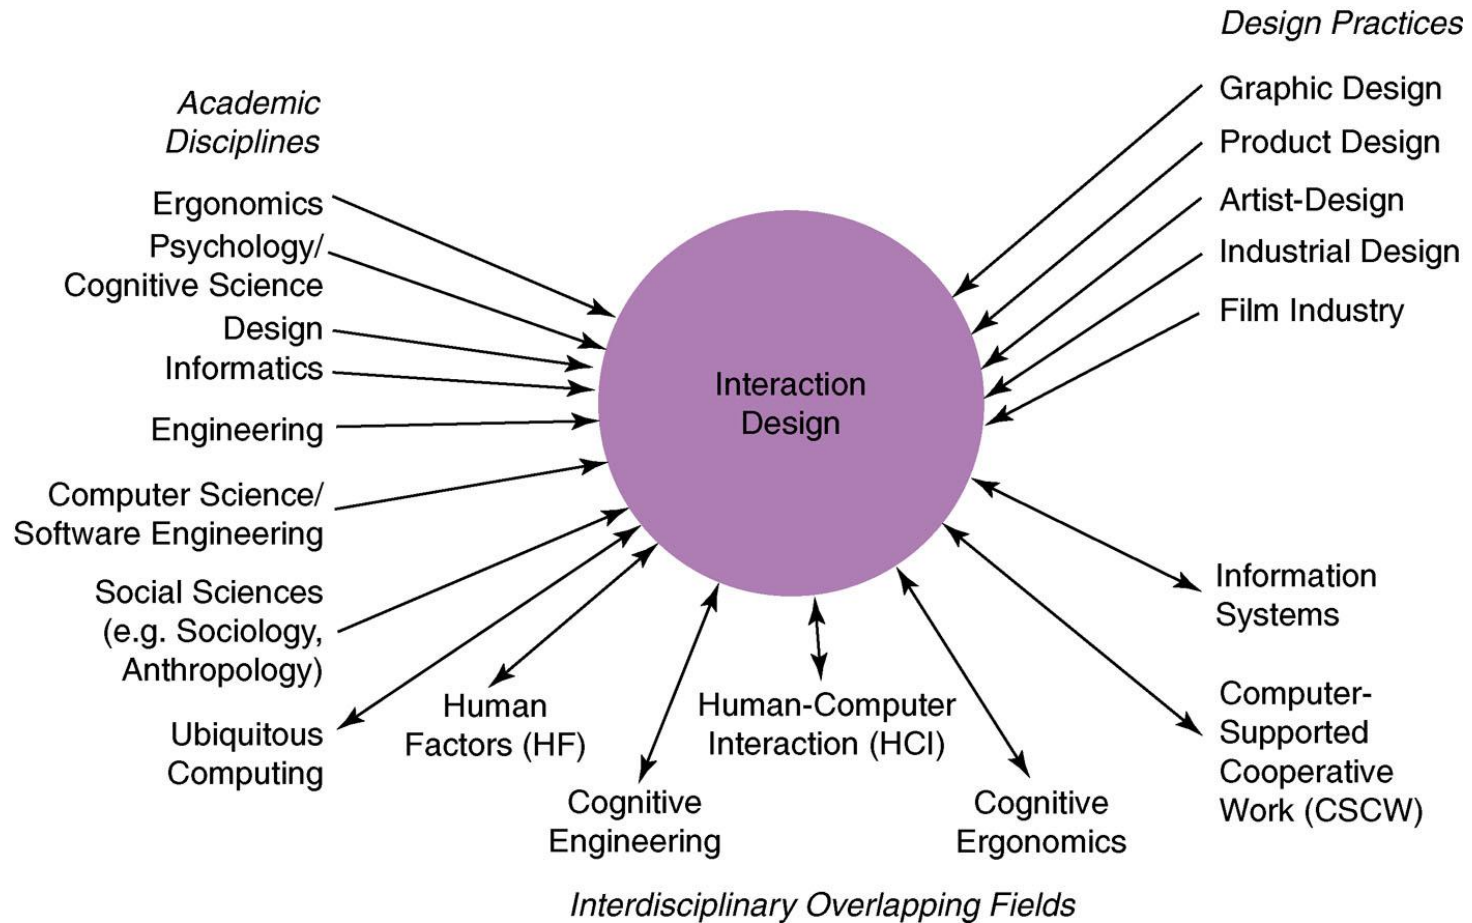 Design Practices
Graphic Design
Product Design
Artist-Design
Industrial Design
Film Industry
Academic
Disciplines
Ergonomics
Psychology/
Cognitive Science
Design
Informatics
Engineering
Computer Science/
Software Engineering
Social Sciences
(e.g. Sociology,
Anthropology)
Ubiquitous
Computing
Interaction
Design
Human
Factors (HF)
Cognitive
Engineering
Human-Computer
Interaction (HCI)
Cognitive
Ergonomics
Information
Systems
Computer-
Supported
Cooperative
Work (CSCW)
Interdisciplinary Overlapping Fields